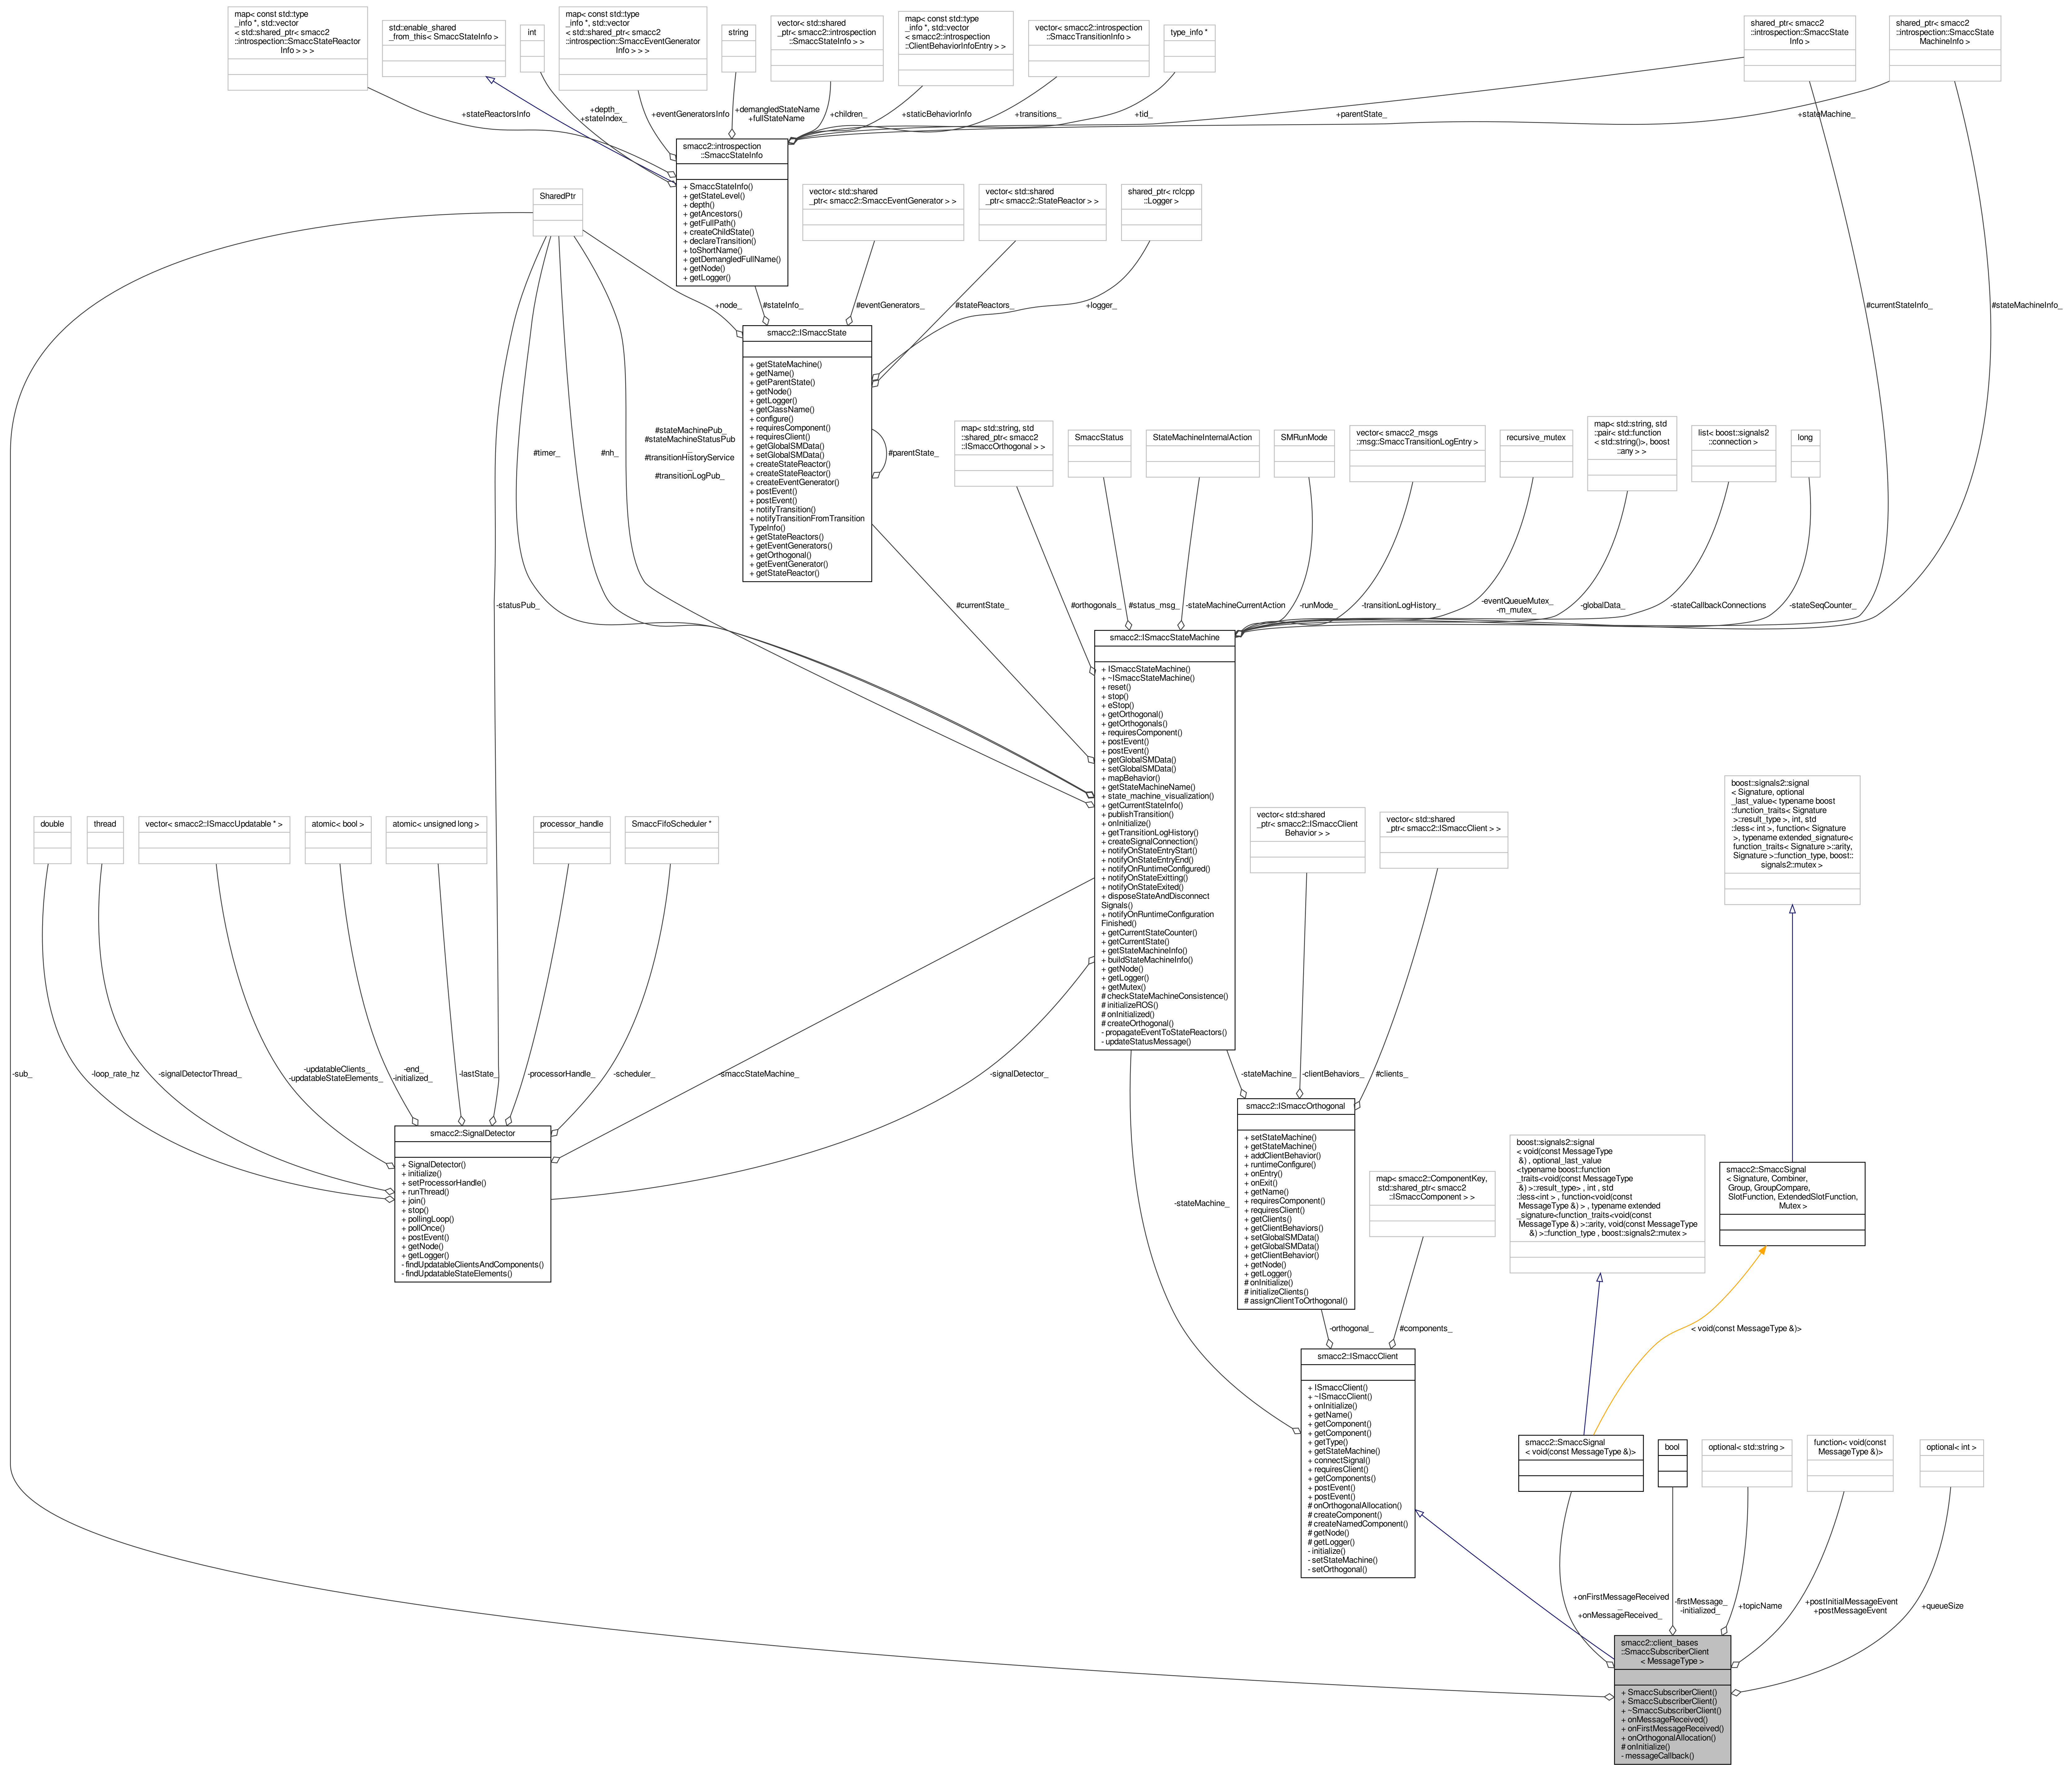 map< const std::type
_info *, std::vector
< std::shared_ptr< smacc2
::introspection::SmaccStateReactor
Info > > >
std::enable_shared
_from_this< SmaccStateInfo >
int
map< const std::type
_info *, std::vector
< std::shared_ptr< smacc2
::introspection::SmaccEventGenerator
Info > > >
string
vector< std::shared
_ptr< smacc2::introspection
::SmaccStateInfo > >
map< const std::type
_info *, std::vector
< smacc2::introspection
::ClientBehaviorInfoEntry > >
vector< smacc2::introspection
::SmaccTransitionInfo >
type_info *
shared_ptr< smacc2
::introspection::SmaccState
Info >
shared_ptr< smacc2
::introspection::SmaccState
MachineInfo >
+stateReactorsInfo
+depth_
+stateIndex_
+eventGeneratorsInfo
+demangledStateName
+fullStateName
+children_
+staticBehaviorInfo
+transitions_
+tid_
+parentState_
+stateMachine_
smacc2::introspection
::SmaccStateInfo
+ SmaccStateInfo()
+ getStateLevel()
+ depth()
+ getAncestors()
+ getFullPath()
+ createChildState()
+ declareTransition()
+ toShortName()
+ getDemangledFullName()
+ getNode()
+ getLogger()
SharedPtr
vector< std::shared
_ptr< smacc2::SmaccEventGenerator > >
vector< std::shared
_ptr< smacc2::StateReactor > >
shared_ptr< rclcpp
::Logger >
+node_
#stateInfo_
#eventGenerators_
#stateReactors_
+logger_
#currentStateInfo_
#stateMachineInfo_
smacc2::ISmaccState
+ getStateMachine()
+ getName()
+ getParentState()
+ getNode()
+ getLogger()
+ getClassName()
+ configure()
+ requiresComponent()
+ requiresClient()
+ getGlobalSMData()
+ setGlobalSMData()
+ createStateReactor()
+ createStateReactor()
+ createEventGenerator()
+ postEvent()
+ postEvent()
+ notifyTransition()
+ notifyTransitionFromTransition
TypeInfo()
+ getStateReactors()
+ getEventGenerators()
+ getOrthogonal()
+ getEventGenerator()
+ getStateReactor()
#parentState_
#timer_
#nh_
#stateMachinePub_
#stateMachineStatusPub
_
#transitionHistoryService
_
#transitionLogPub_
map< std::string, std
::shared_ptr< smacc2
::ISmaccOrthogonal > >
SmaccStatus
StateMachineInternalAction
SMRunMode
vector< smacc2_msgs
::msg::SmaccTransitionLogEntry >
recursive_mutex
map< std::string, std
::pair< std::function
< std::string()>, boost
::any > >
list< boost::signals2
::connection >
long
-statusPub_
#currentState_
#orthogonals_
#status_msg_
-stateMachineCurrentAction
-runMode_
-transitionLogHistory_
-eventQueueMutex_
-m_mutex_
-globalData_
-stateCallbackConnections
-stateSeqCounter_
smacc2::ISmaccStateMachine
+ ISmaccStateMachine()
+ ~ISmaccStateMachine()
+ reset()
+ stop()
+ eStop()
+ getOrthogonal()
+ getOrthogonals()
+ requiresComponent()
+ postEvent()
+ postEvent()
+ getGlobalSMData()
+ setGlobalSMData()
+ mapBehavior()
+ getStateMachineName()
+ state_machine_visualization()
+ getCurrentStateInfo()
+ publishTransition()
+ onInitialize()
+ getTransitionLogHistory()
+ createSignalConnection()
+ notifyOnStateEntryStart()
+ notifyOnStateEntryEnd()
+ notifyOnRuntimeConfigured()
+ notifyOnStateExitting()
+ notifyOnStateExited()
+ disposeStateAndDisconnect
Signals()
+ notifyOnRuntimeConfiguration
Finished()
+ getCurrentStateCounter()
+ getCurrentState()
+ getStateMachineInfo()
+ buildStateMachineInfo()
+ getNode()
+ getLogger()
+ getMutex()
# checkStateMachineConsistence()
# initializeROS()
# onInitialized()
# createOrthogonal()
- propagateEventToStateReactors()
- updateStatusMessage()
double
thread
vector< smacc2::ISmaccUpdatable * >
atomic< bool >
atomic< unsigned long >
processor_handle
SmaccFifoScheduler *
vector< std::shared
_ptr< smacc2::ISmaccClient
Behavior > >
vector< std::shared
_ptr< smacc2::ISmaccClient > >
boost::signals2::signal
< Signature, optional
_last_value< typename boost
::function_traits< Signature
>::result_type >, int, std
::less< int >, function< Signature
>, typename extended_signature<
function_traits< Signature >::arity,
Signature >::function_type, boost::
signals2::mutex >
-sub_
-loop_rate_hz
-signalDetectorThread_
-updatableClients_
-updatableStateElements_
-end_
-initialized_
-lastState_
-processorHandle_
-scheduler_
-smaccStateMachine_
-signalDetector_
-stateMachine_
-clientBehaviors_
#clients_
smacc2::SignalDetector
+ SignalDetector()
+ initialize()
+ setProcessorHandle()
+ runThread()
+ join()
+ stop()
+ pollingLoop()
+ pollOnce()
+ postEvent()
+ getNode()
+ getLogger()
- findUpdatableClientsAndComponents()
- findUpdatableStateElements()
smacc2::ISmaccOrthogonal
+ setStateMachine()
+ getStateMachine()
+ addClientBehavior()
+ runtimeConfigure()
+ onEntry()
+ onExit()
+ getName()
+ requiresComponent()
+ requiresClient()
+ getClients()
+ getClientBehaviors()
+ setGlobalSMData()
+ getGlobalSMData()
+ getClientBehavior()
+ getNode()
+ getLogger()
# onInitialize()
# initializeClients()
# assignClientToOrthogonal()
-stateMachine_
map< smacc2::ComponentKey,
std::shared_ptr< smacc2
::ISmaccComponent > >
boost::signals2::signal
< void(const MessageType
&) , optional_last_value
<typename boost::function
_traits<void(const MessageType
&) >::result_type> , int , std
::less<int > , function<void(const
MessageType &) > , typename extended
_signature<function_traits<void(const
MessageType &) >::arity, void(const MessageType
&) >::function_type , boost::signals2::mutex >
smacc2::SmaccSignal
< Signature, Combiner,
Group, GroupCompare,
SlotFunction, ExtendedSlotFunction,
Mutex >
-orthogonal_
#components_
< void(const MessageType &)>
smacc2::ISmaccClient
+ ISmaccClient()
+ ~ISmaccClient()
+ onInitialize()
+ getName()
+ getComponent()
+ getComponent()
+ getType()
+ getStateMachine()
+ connectSignal()
+ requiresClient()
+ getComponents()
+ postEvent()
+ postEvent()
# onOrthogonalAllocation()
# createComponent()
# createNamedComponent()
# getNode()
# getLogger()
- initialize()
- setStateMachine()
- setOrthogonal()
smacc2::SmaccSignal
< void(const MessageType &)>
bool
optional< std::string >
function< void(const
MessageType &)>
optional< int >
+onFirstMessageReceived
_
+onMessageReceived_
-firstMessage_
-initialized_
+topicName
+postInitialMessageEvent
+postMessageEvent
+queueSize
smacc2::client_bases
::SmaccSubscriberClient
< MessageType >
+ SmaccSubscriberClient()
+ SmaccSubscriberClient()
+ ~SmaccSubscriberClient()
+ onMessageReceived()
+ onFirstMessageReceived()
+ onOrthogonalAllocation()
# onInitialize()
- messageCallback()